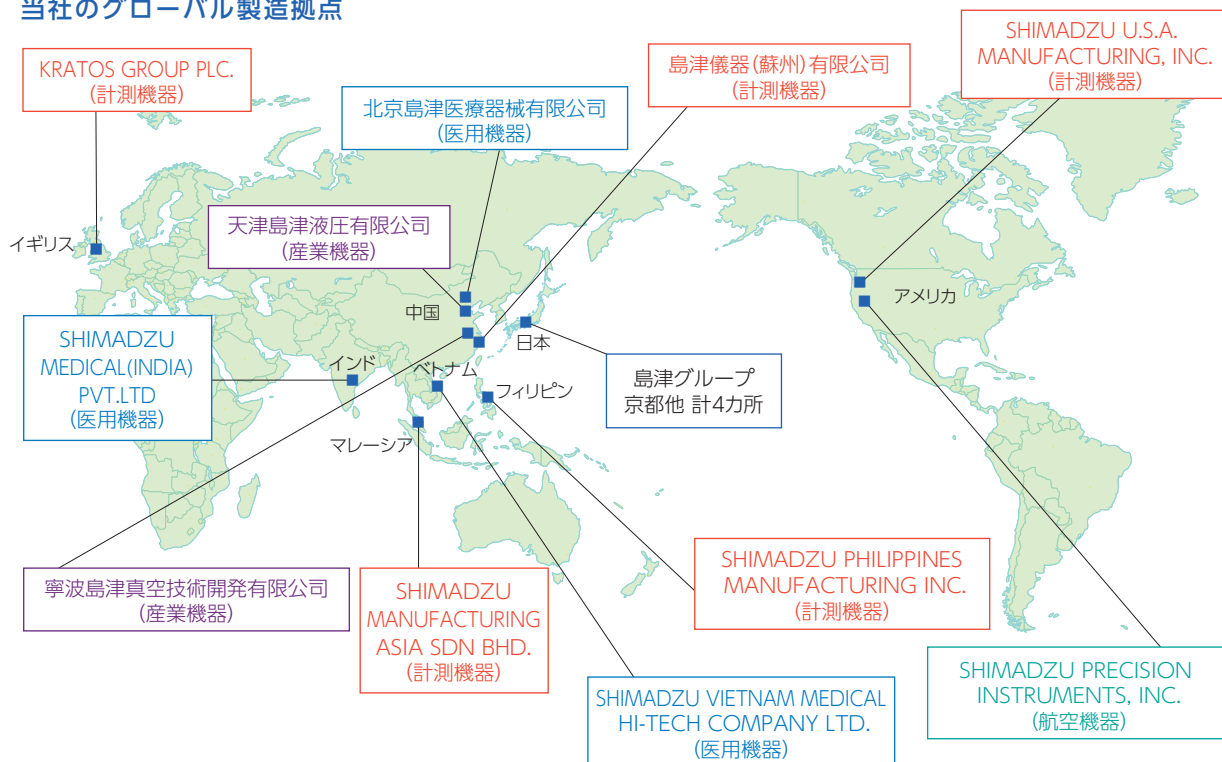 当社のグローバル製造拠点
KRATOS GROUP PLC.
(計測機器)
北京島津医療器械有限公司
(医用機器)
島津儀器(蘇州)有限公司
(計測機器)
SHIMADZU U.S.A.
MANUFACTURING, INC.
(計測機器)
天津島津液圧有限公司
(産業機器)
イギリス
中国
日本
アメリカ
SHIMADZU
MEDICAL(INDIA)
PVT.LTD
(医用機器)
インド
ベトナム
フィリピン
マレーシア
島津グループ
京都他 計4カ所
寧波島津真空技術開発有限公司
(産業機器)
SHIMADZU
MANUFACTURING
ASIA SDN BHD.
(計測機器)
SHIMADZU PHILIPPINES
MANUFACTURING INC.
(計測機器)
SHIMADZU VIETNAM MEDICAL
HI-TECH COMPANY LTD.
(医用機器)
SHIMADZU PRECISION
INSTRUMENTS, INC.
(航空機器)